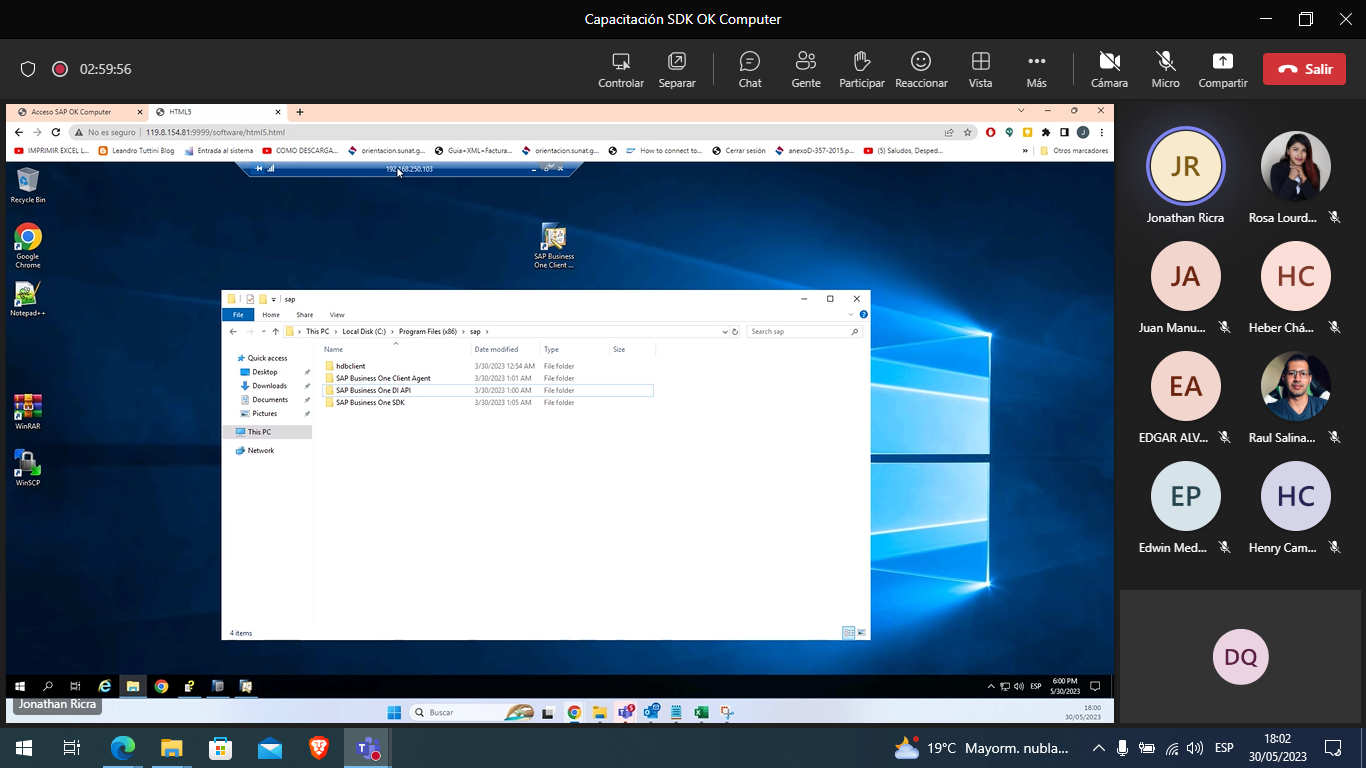 Capacitación SDK OK Computer
02:59:56
Controlar
Separar
Chat
Gente
Participar
Reaccionar
Vista
Más
Cámara
Micro
Compartir
Salir
Acceso SAP OK Computer
HTML5
No es seguro | 119.8.154.81:9999/software/html5.html
IMPRIMIR EXCEL L...
Leandro Tuttini Blog
Entrada al sistema
COMO DESCARGA...
orientacion.sunat.g...
Guia+XML+Factura...
orientacion.sunat.g...
How to connect to...
Cerrar sesión
anexoD-357-2015.p...
(5) Saludos, Desped...
»
Otros marcadores
192.168.250.103
Recycle Bin
Google
Chrome
Notepad++
WinRAR
WinSCP
SAP Business
One Client ...
sap
File
Home
Share
View
This PC > Local Disk (C:) > Program Files (x86) > sap >
Search sap
Quick access
Desktop
Downloads
Documents
Pictures
This PC
Network
Name Date modified Type Size
hdbclient 3/30/2023 12:54 AM File folder
SAP Business One Client Agent 3/30/2023 1:01 AM File folder
SAP Business One DI API 3/30/2023 1:00 AM File folder
SAP Business One SDK 3/30/2023 1:05 AM File folder
4 items
ESP
6:00 PM
5/30/2023
Jonathan Ricra
Buscar
18:00
30/05/2023
JR
Jonathan Ricra
Rosa Lourd...
JA
Juan Manu...
HC
Heber Chá...
EA
EDGAR ALV...
Raul Salina...
EP
Edwin Med...
HC
Henry Cam...
DQ
19°C Mayorm. nubla...
ESP
18:02
30/05/2023